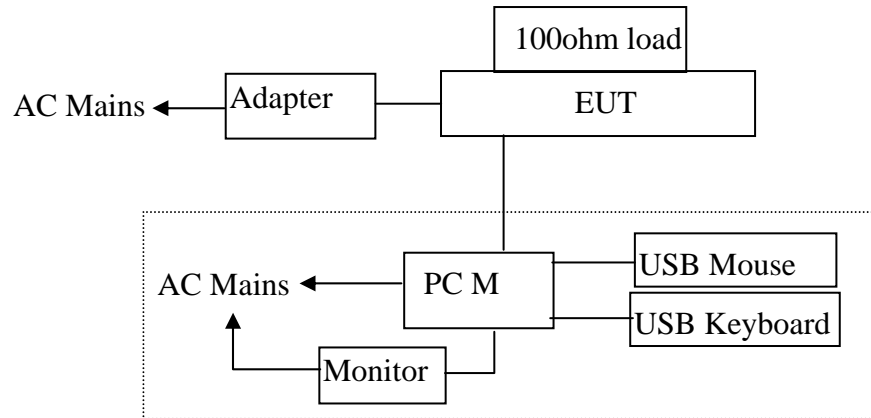 100ohm load
AC Mains
Adapter
EUT
AC Mains
PC M
USB Mouse
USB Keyboard
Monitor